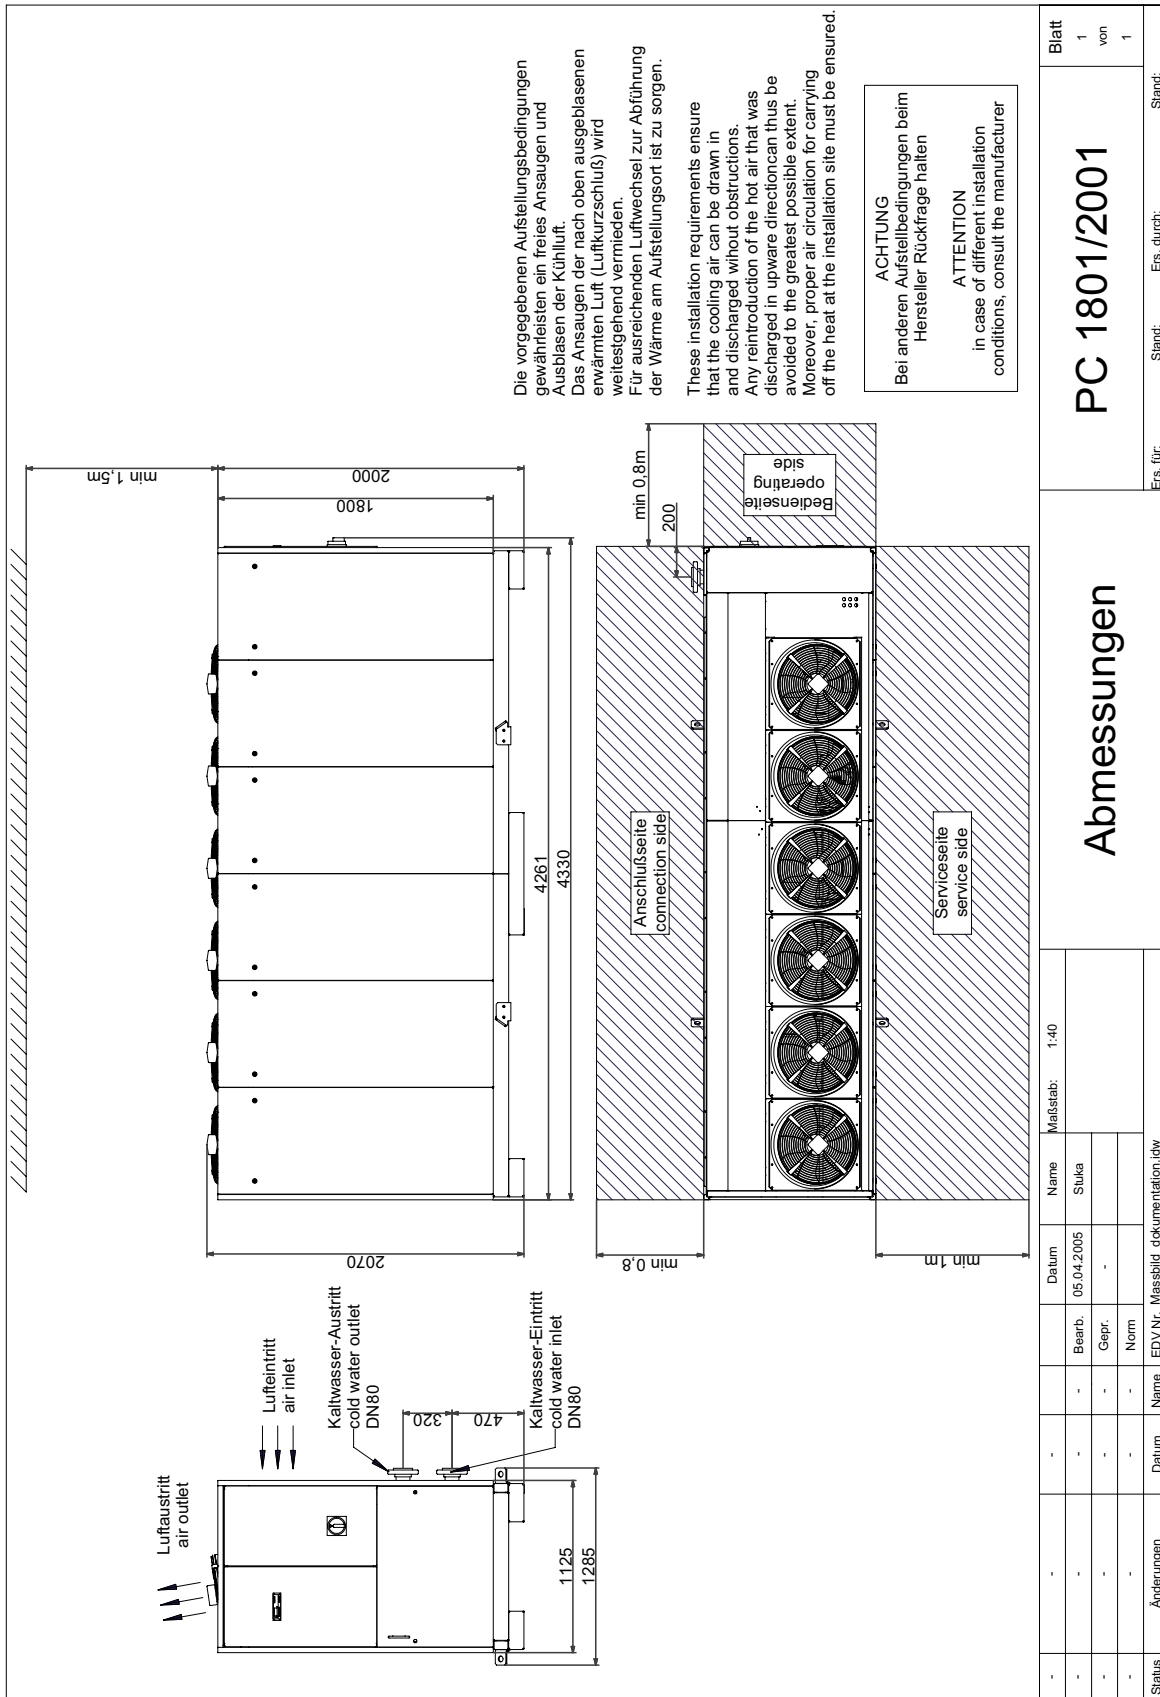 Luftaustritt
air outlet
Lufteintritt
air inlet
Kaltwasser-Austritt
cold water outlet
DN80
320
470
Kaltwasser-Eintritt
cold water inlet
DN80
1125
1285
2070
min 1,5m
2000
1800
4261
4330
min 0,8m
200
Bedienseite
operating
side
Anschlußseite
connection side
Serviceseite
service side
min 0,8
min 1m
Die vorgegebenen Aufstellungsbedingungen
gewährleisten ein freies Ansaugen und
Ausblasen der Kühlluft.
Das Ansaugen der nach oben ausgeblasenen
erwärmten Luft (Luftkurzschluß) wird
weitestgehend vermieden.
Für ausreichenden Luftwechsel zur Abführung
der Wärme am Aufstellungsort ist zu sorgen.
These installation requirements ensure
that the cooling air can be drawn in
and discharged wihout obstructions.
Any reintroduction of the hot air that was
discharged in upware directioncan thus be
avoided to the greatest possible extent.
Moreover, proper air circulation for carrying
off the heat at the installation site must be ensured.
ACHTUNG
Bei anderen Aufstellbedingungen beim
Hersteller Rückfrage halten
ATTENTION
in case of different installation
conditions, consult the manufacturer
- - - Datum Name Maßstab: 1:40
- - - - Bearb. 05.04.2005 Stuka
- - - - Gepr. -
- - - - Norm
Status Änderungen Datum Name EDV Nr. Massbild_dokumentation.idw
Abmessungen
PC 1801/2001
Blatt
1
von
1
Ers. für: Stand: Ers. durch: Stand: